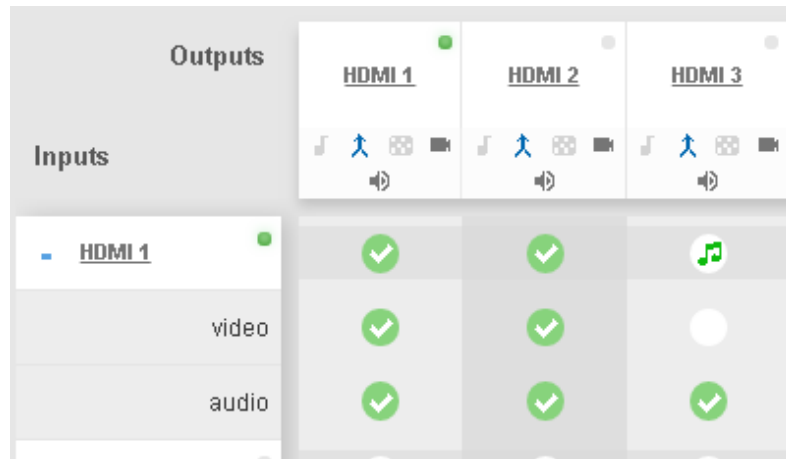 Outputs
HDMI 1
HDMI 2
HDMI 3
Inputs
HDMI 1
video
audio